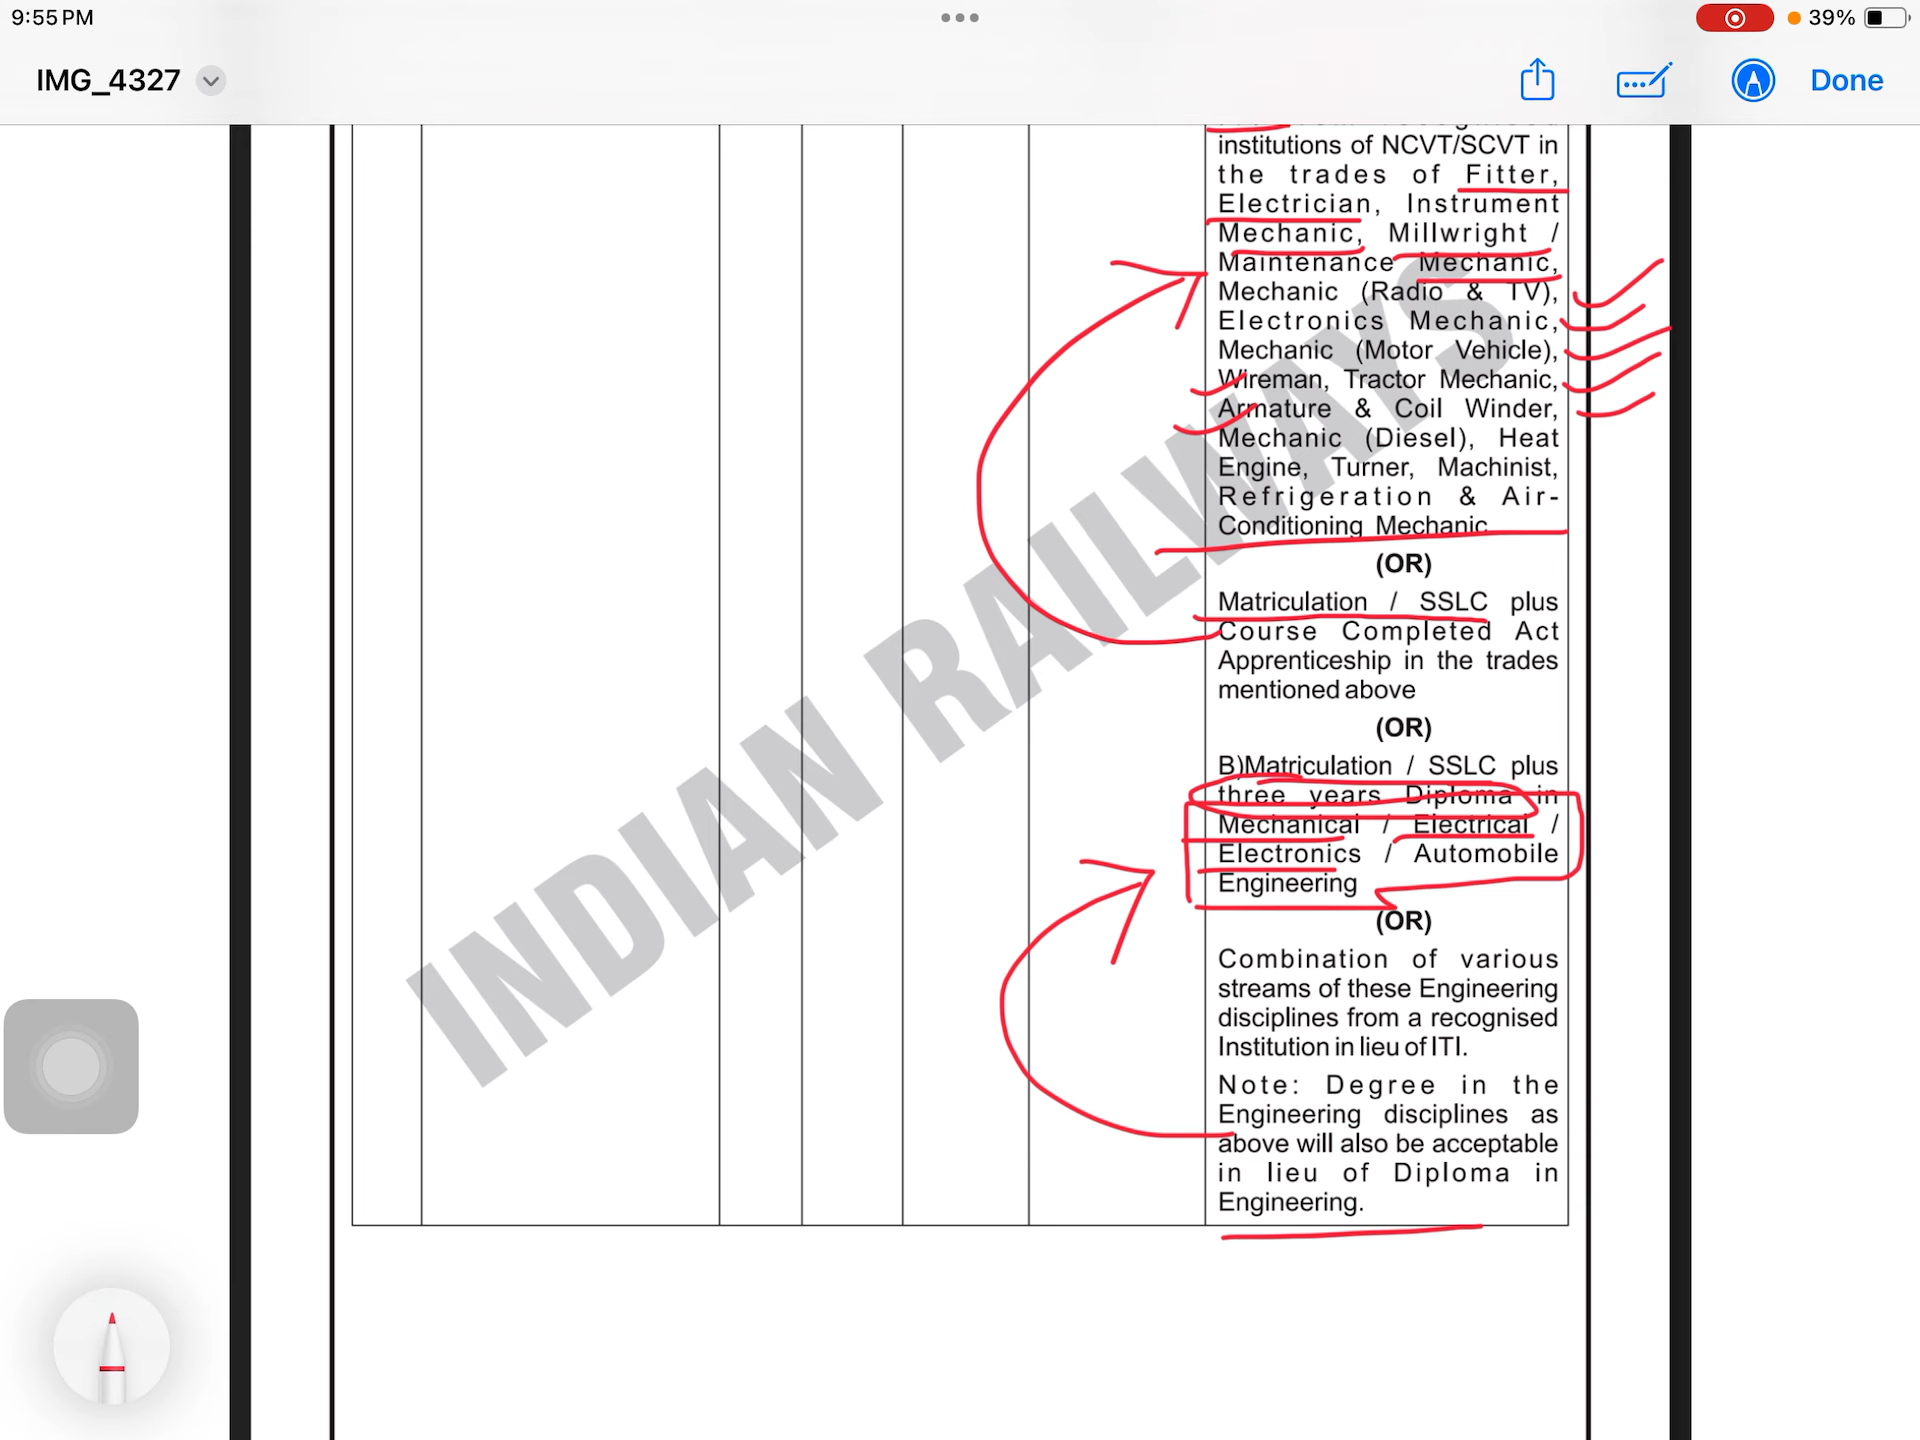 9:55 PM
39%
IMG_4327
Done
institutions of NCVT/SCVT in
the trades of Fitter,
Electrician, Instrument
Mechanic, Millwright /
Maintenance Mechanic,
Mechanic (Radio & TV),
Electronics Mechanic,
Mechanic (Motor Vehicle),
Wireman, Tractor Mechanic,
Armature & Coil Winder,
Mechanic (Diesel), Heat
Engine, Turner, Machinist,
Refrigeration & Air-
Conditioning Mechanic
(OR)
Matriculation / SSLC plus
Course Completed Act
Apprenticeship in the trades
mentioned above
(OR)
B)Matriculation / SSLC plus
three years Diploma in
Mechanical / Electrical /
Electronics / Automobile
Engineering
(OR)
Combination of various
streams of these Engineering
disciplines from a recognised
Institution in lieu of ITI.
Note: Degree in the
Engineering disciplines as
above will also be acceptable
in lieu of Diploma in
Engineering.
INDIAN RAILWAYS